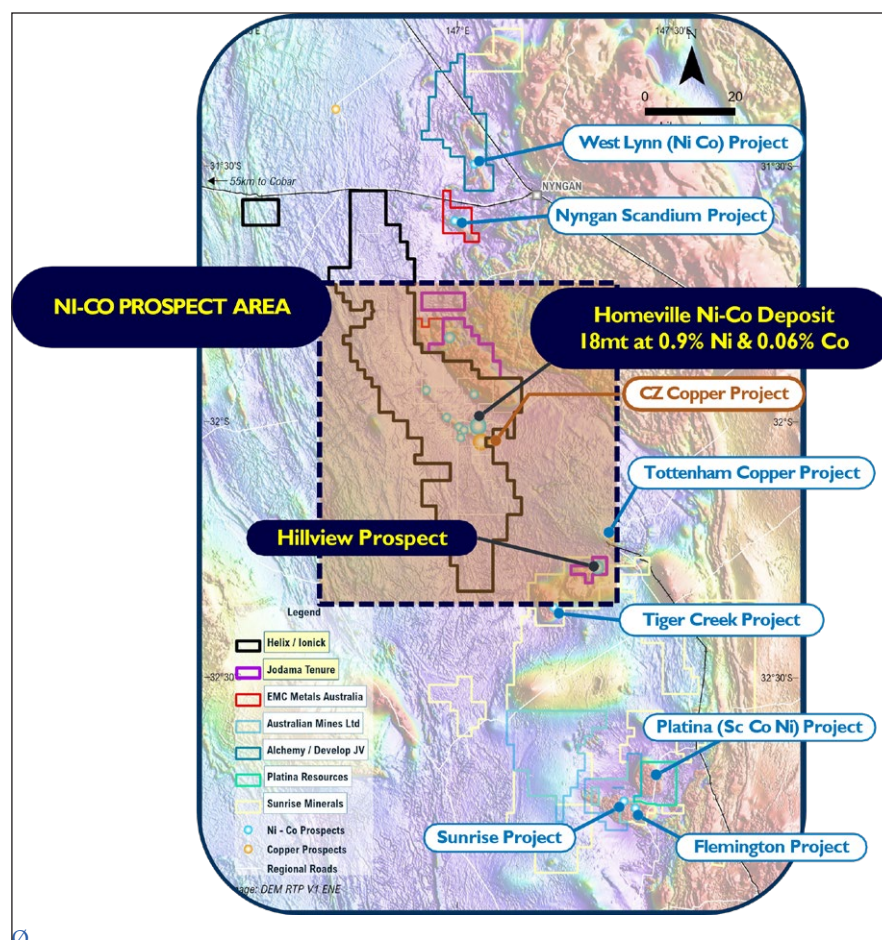 147°E
147°30'E
N
0
20
West Lynn (Ni Co) Project
31°30'S
31°30'S
55km to Cobar
NYNGAN
Nyngan Scandium Project
NI-CO PROSPECT AREA
Homeville Ni-Co Deposit
18mt at 0.9% Ni & 0.06% Co
CZ Copper Project
32°S
32°S
Tottenham Copper Project
Hillview Prospect
Tiger Creek Project
Legend
Helix / Ionick
Jodama Tenure
EMC Metals Australia
Australian Mines Ltd
Alchemy / Develop JV
Platina Resources
Sunrise Minerals
Ni - Co Prospects
Copper Prospects
Regional Roads
DEM RTP V1 ENE
32°30'S
32°30'S
Platina (Sc Co Ni) Project
Sunrise Project
Flemington Project
Ø